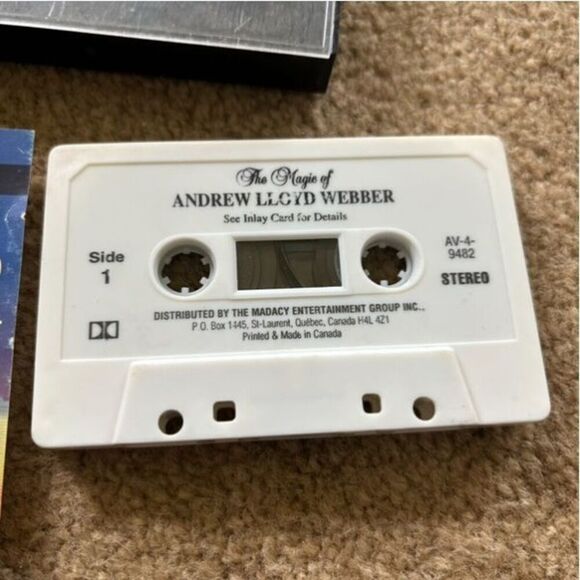 The Magic of
ANDREW LLOYD WEBBER
See Inlay Card for Details
Side
1
AV-4-
9482
STEREO
DISTRIBUTED BY THE MADACY ENTERTAINMENT GROUP INC.,
P.O. Box 1445, St-Laurent, Québec, Canada H4L 4Z1
Printed & Made in Canada